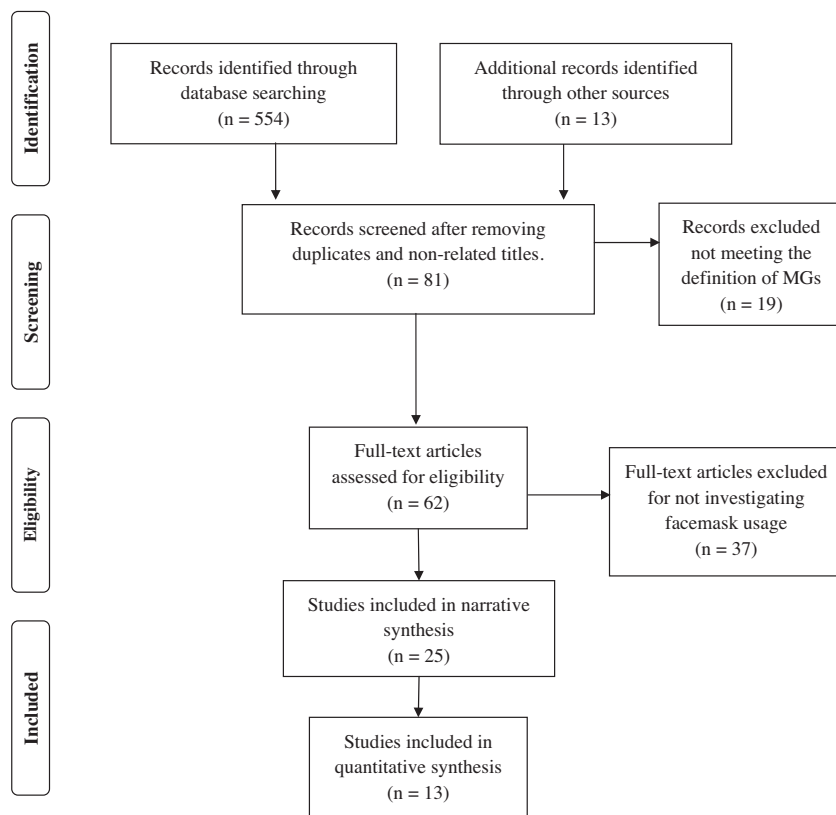 Identification
Records identified through
database searching
(n = 554)
Additional records identified
through other sources
(n = 13)
Screening
Records screened after removing
duplicates and non-related titles.
(n = 81)
Records excluded
not meeting the
definition of MGs
(n = 19)
Eligibility
Full-text articles
assessed for eligibility
(n = 62)
Full-text articles excluded
for not investigating
facemask usage
(n = 37)
Studies included in narrative
synthesis
(n = 25)
Included
Studies included in
quantitative synthesis
(n = 13)